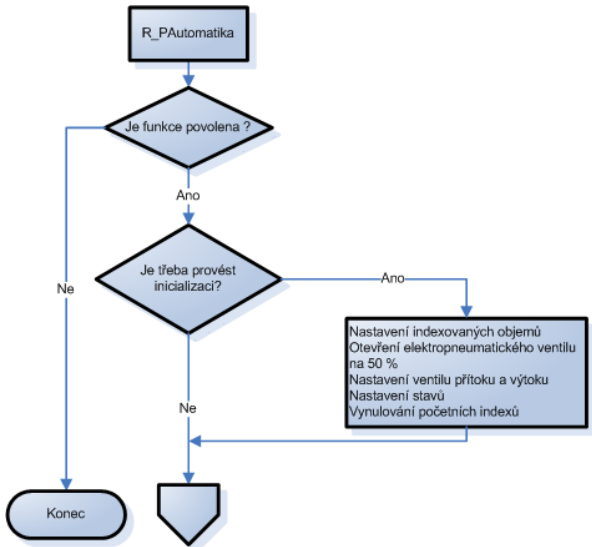 R_PAutomatika
Je funkce povolena ?
Ano
Je třeba provést
inicializaci?
Ano
Ne
Nastavení indexovaných objemů
Otevření elektropneumatického ventilu
na 50 %
Nastavení ventilu přítoku a výtoku
Nastavení stavů
Vynulování početních indexů
Ne
Konec